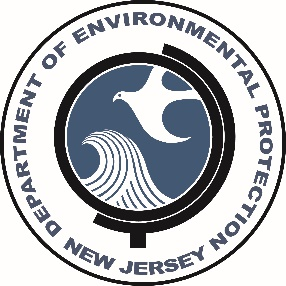 DEPARTMENT OF ENVIRONMENTAL PROTECTION
NEW JERSEY